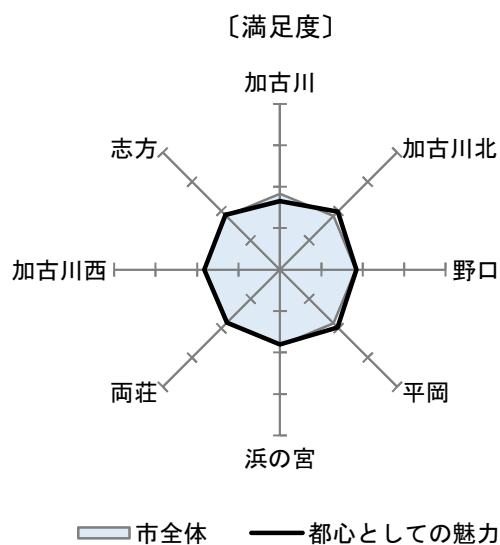 〔満足度〕
加古川
志方
加古川北
加古川西
野口
両荘
平岡
浜の宮
市全体
都心としての魅力